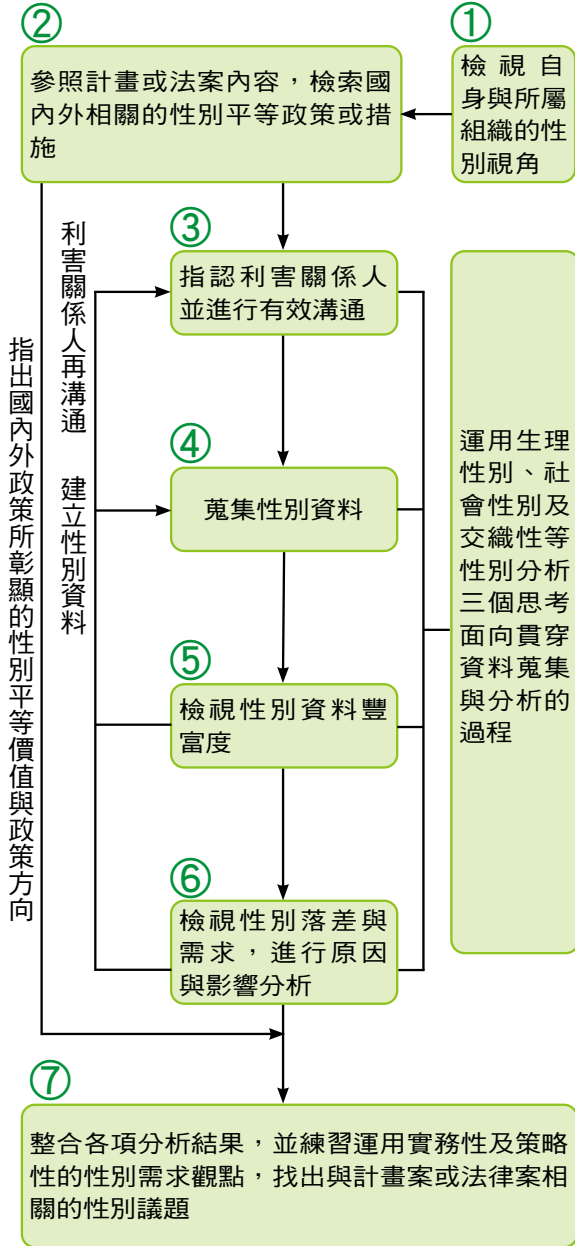 ①
檢視自
身與所屬
組織的性
別視角
②
參照計畫或法案內容，檢索國
內外相關的性別平等政策或措
施
③
指認利害關係人
並進行有效溝通
④
蒐集性別資料
⑤
檢視性別資料豐
富度
⑥
檢視性別落差與
需求，進行原因
與影響分析
利害關係人再溝通　建立性別資料
指出國內外政策所彰顯的性別平等價值與政策方向
運用生理
性別、社
會性別及
交織性等
性別分析
三個思考
面向貫穿
資料蒐集
與分析的
過程
⑦
整合各項分析結果，並練習運用實務性及策略
性的性別需求觀點，找出與計畫案或法律案相
關的性別議題